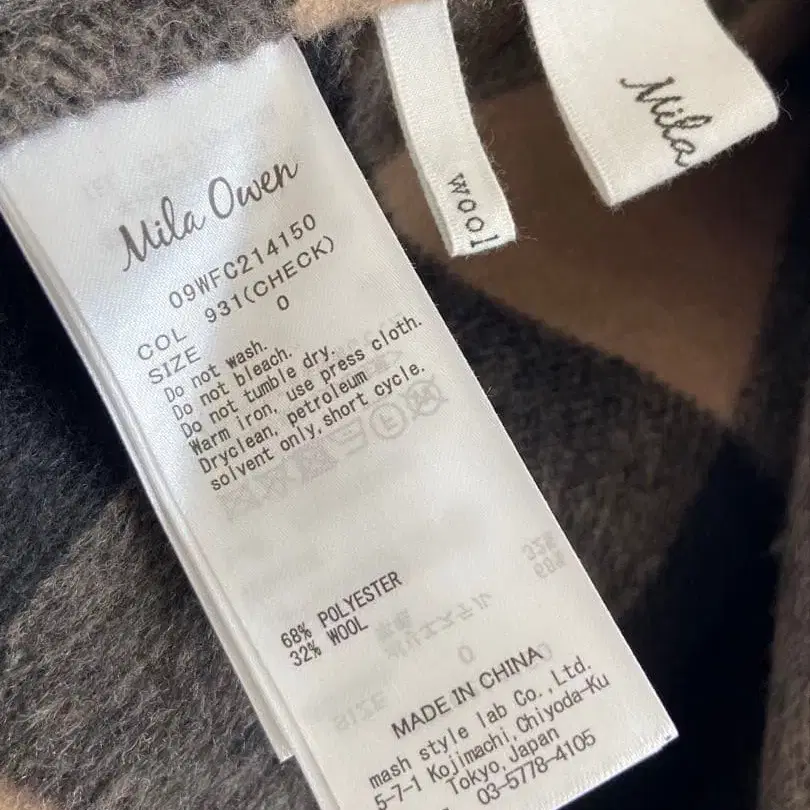 Mila Owen
09WFC214150
COL 931(CHECK)
SIZE 0
Do not wash.
Do not bleach.
Do not tumble dry.
Warm iron, use press cloth.
Dryclean, petroleum
solvent only, short cycle.
68% POLYESTER
32% WOOL
MADE IN CHINA
mash style lab Co., Ltd.
5-7-1 Kojimachi, Chiyoda-Ku
Tokyo, Japan
03-5778-4105
wool
Mila